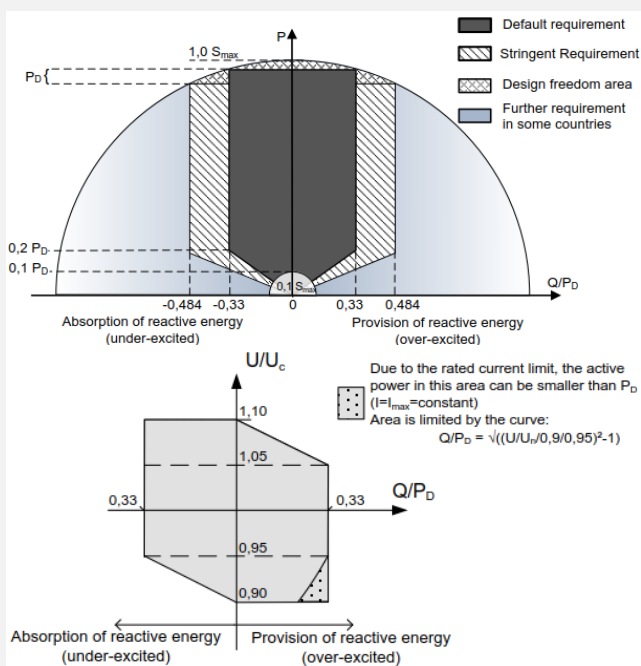 P
Default requirement
1,0 Smax
Stringent Requirement
PD{
Design freedom area
Further requirement
in some countries
0,2 PD
0,1 PD
0,1 Smax
Q/PD
-0,484 -0,33 0 0,33 0,484
Absorption of reactive energy
(under-excited)
Provision of reactive energy
(over-excited)
U/Uc
Due to the rated current limit, the active
power in this area can be smaller than PD
(I=Imax=constant)
Area is limited by the curve:
Q/PD = √((U/Un/0,9/0,95)²-1)
1,10
1,05
Q/PD
0,33 0,33
0,95
0,90
Absorption of reactive energy
(under-excited)
Provision of reactive energy
(over-excited)